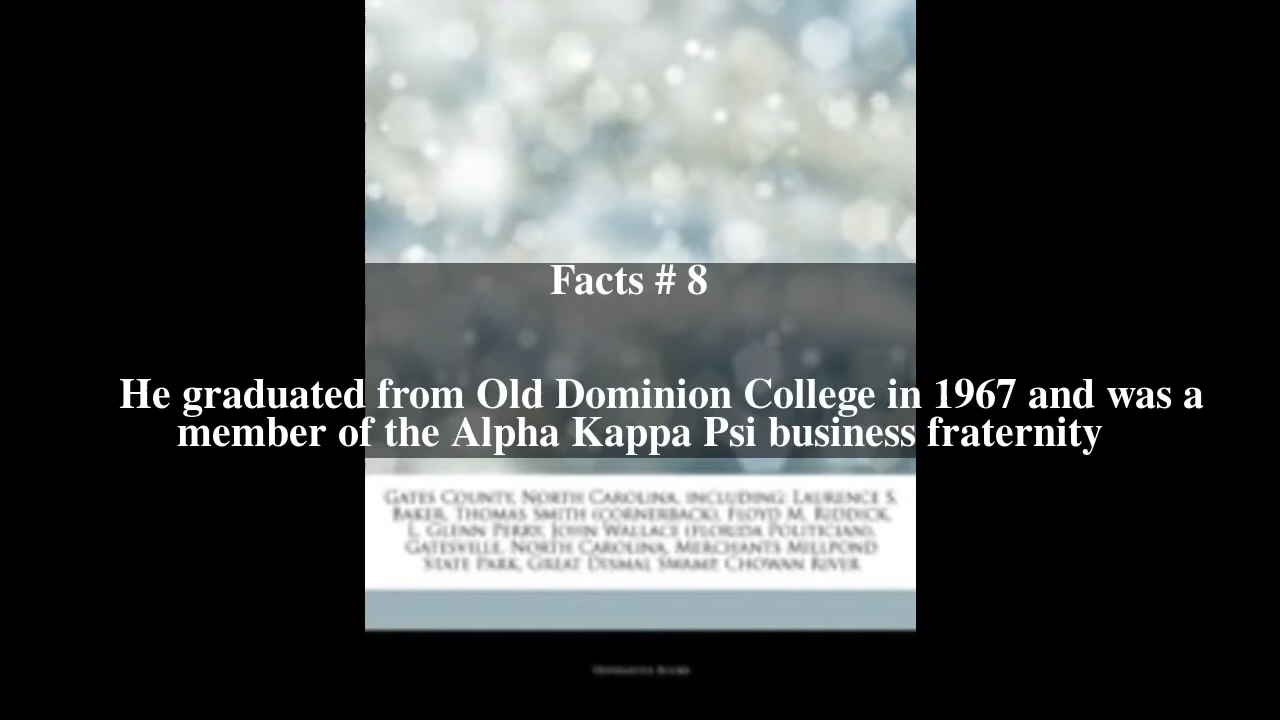 Facts # 8
He graduated from Old Dominion College in 1967 and was a
member of the Alpha Kappa Psi business fraternity
Gates County, North Carolina, including: Laurence S.
Baker, Thomas Smith (cornerback), Floyd M. Riddick,
L. Glenn Perry, John Wallace (Florida Politician),
Gatesville, North Carolina, Merchants Millpond
State Park, Great Dismal Swamp, Chowan River